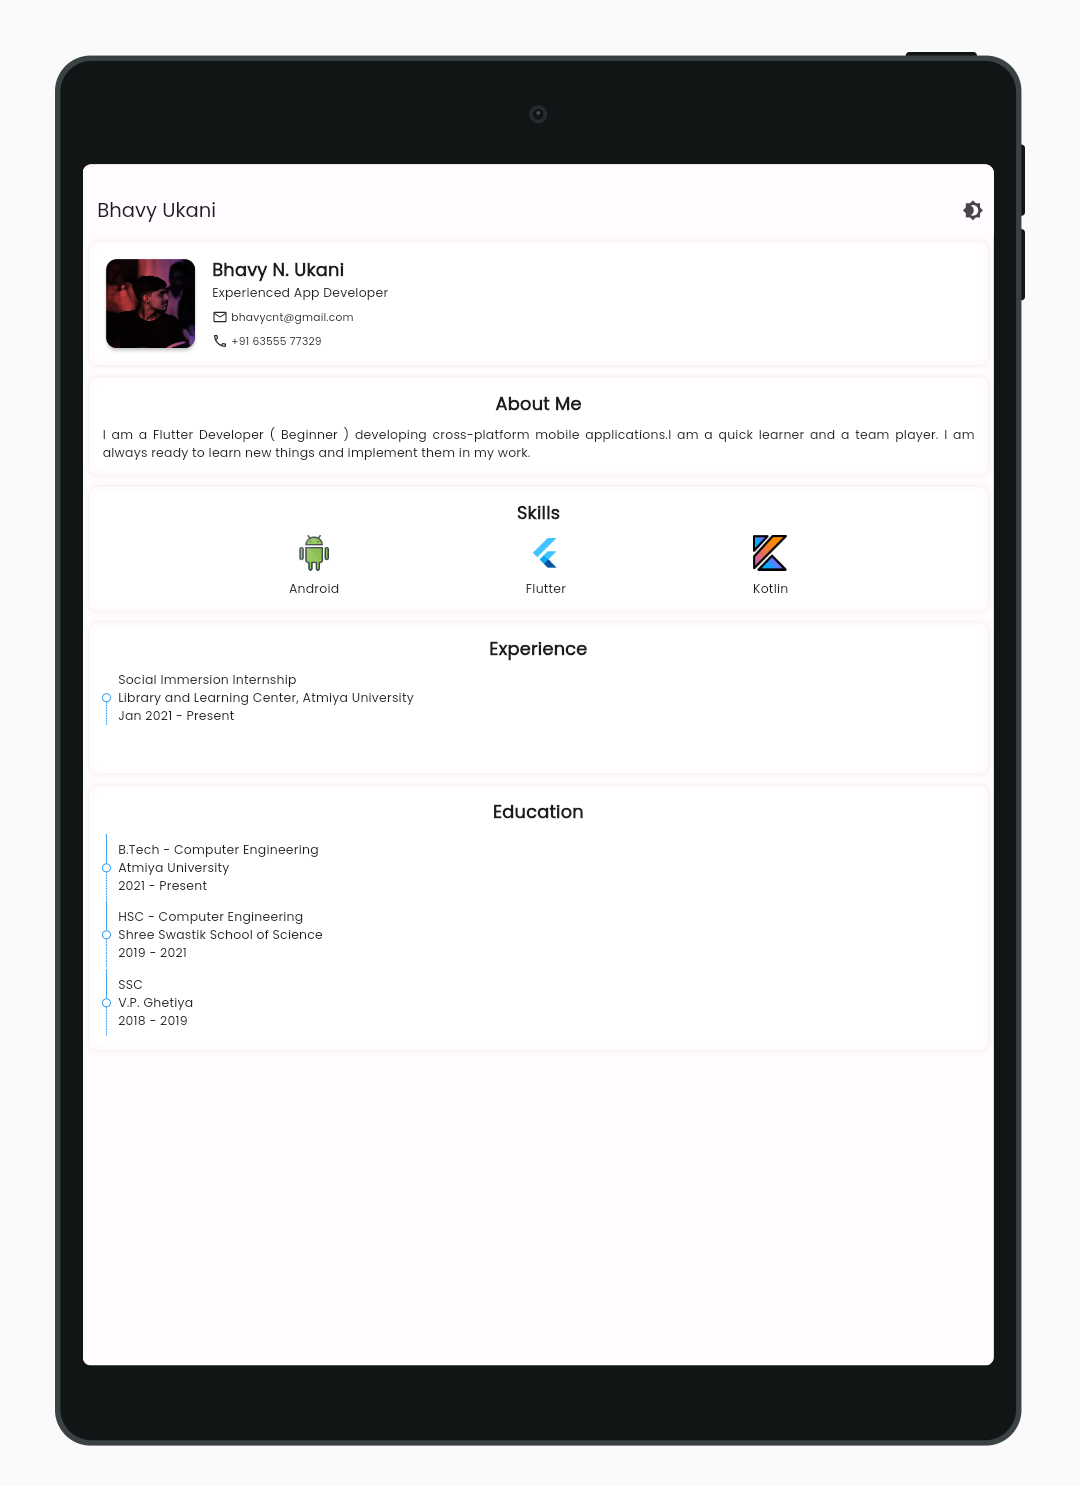 Bhavy Ukani
Bhavy N. Ukani
Experienced App Developer
bhavycnt@gmail.com
+91 63555 77329
About Me
I am a Flutter Developer ( Beginner ) developing cross-platform mobile applications.I am a quick learner and a team player. I am
always ready to learn new things and implement them in my work.
Skills
Android
Flutter
Kotlin
Experience
Social Immersion Internship
Library and Learning Center, Atmiya University
Jan 2021 - Present
Education
B.Tech - Computer Engineering
Atmiya University
2021 - Present
HSC - Computer Engineering
Shree Swastik School of Science
2019 - 2021
SSC
V.P. Ghetiya
2018 - 2019